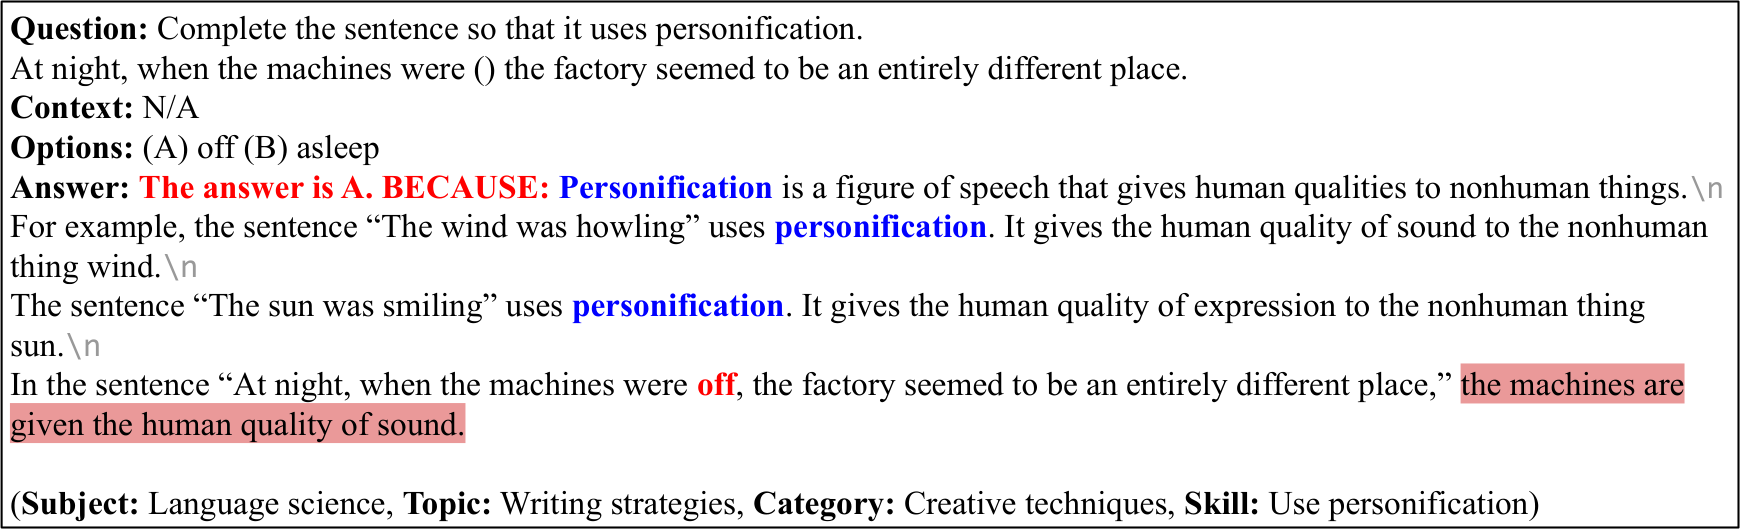 Question: Complete the sentence so that it uses personification.
At night, when the machines were () the factory seemed to be an entirely different place.
Context: N/A
Options: (A) off (B) asleep
Answer: The answer is A. BECAUSE: Personification is a figure of speech that gives human qualities to nonhuman things.\n
For example, the sentence “The wind was howling” uses personification. It gives the human quality of sound to the nonhuman
thing wind.\n
The sentence “The sun was smiling” uses personification. It gives the human quality of expression to the nonhuman thing
sun.\n
In the sentence “At night, when the machines were off, the factory seemed to be an entirely different place,” the machines are
given the human quality of sound.
(Subject: Language science, Topic: Writing strategies, Category: Creative techniques, Skill: Use personification)